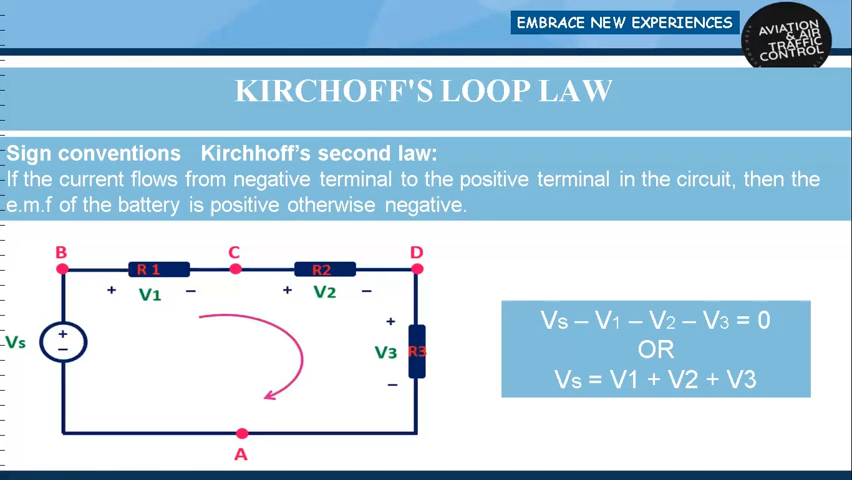 EMBRACE NEW EXPERIENCES
AVIATION
& AIR
TRAFFIC
CONTROL
KIRCHOFF'S LOOP LAW
Sign conventions Kirchhoff's second law:
If the current flows from negative terminal to the positive terminal in the circuit, then the
e.m.f of the battery is positive otherwise negative.
B
C
D
R 1
R2
+
V1
−
+
V2
−
Vs
+
−
+
V3
R3
−
A
Vs – V1 – V2 – V3 = 0
OR
Vs = V1 + V2 + V3